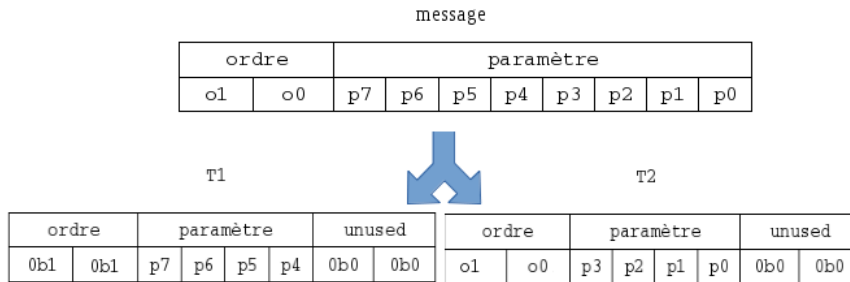 message
ordre paramètre
o1 o0 p7 p6 p5 p4 p3 p2 p1 p0
T1 T2
ordre paramètre unused ordre paramètre unused
0b1 0b1 p7 p6 p5 p4 0b0 0b0 o1 o0 p3 p2 p1 p0 0b0 0b0